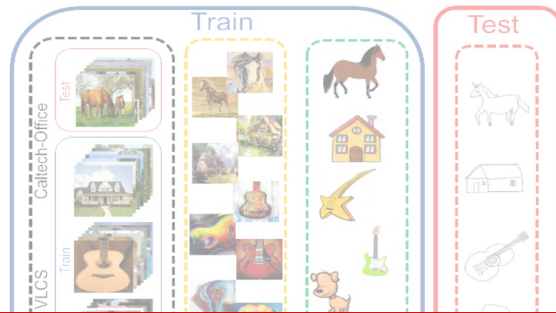 Train
Test
Test
Caltech-Office
Train
VLCS